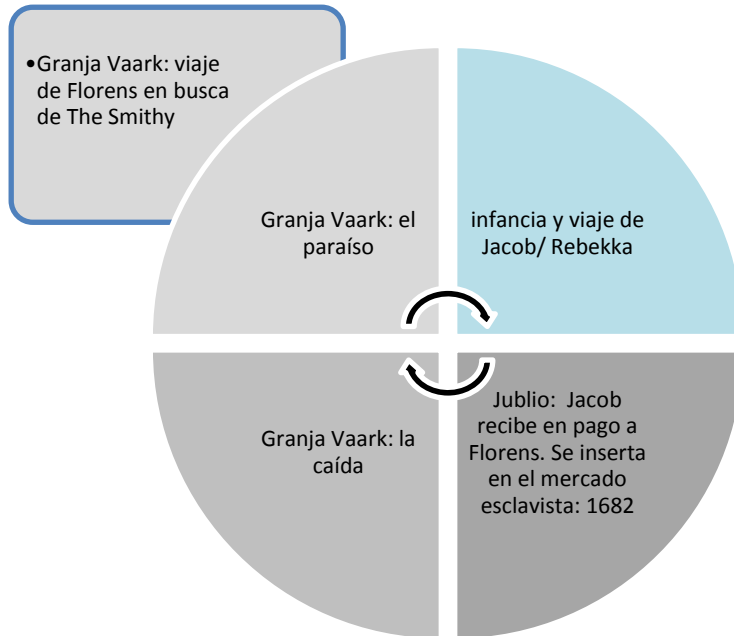 •Granja Vaark: viaje
de Florens en busca
de The Smithy
Granja Vaark: el
paraíso
infancia y viaje de
Jacob/ Rebekka
Granja Vaark: la
caída
Jublio: Jacob
recibe en pago a
Florens. Se inserta
en el mercado
esclavista: 1682